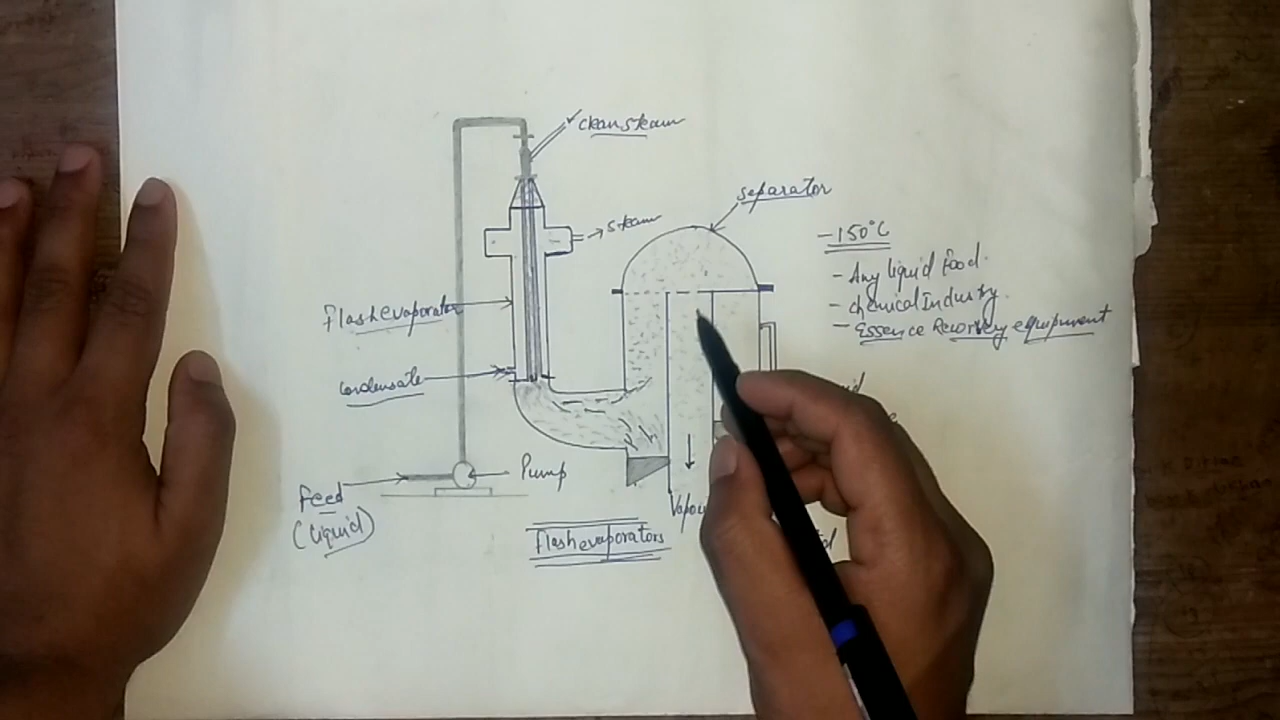 clean steam
steam
separator
-150°C
- Any liquid food.
- chemical Industry.
- Essence Recovery equipment
Flash evaporator
Condensate
Pump
Feed
(liquid)
Vapou
Flash evaporators